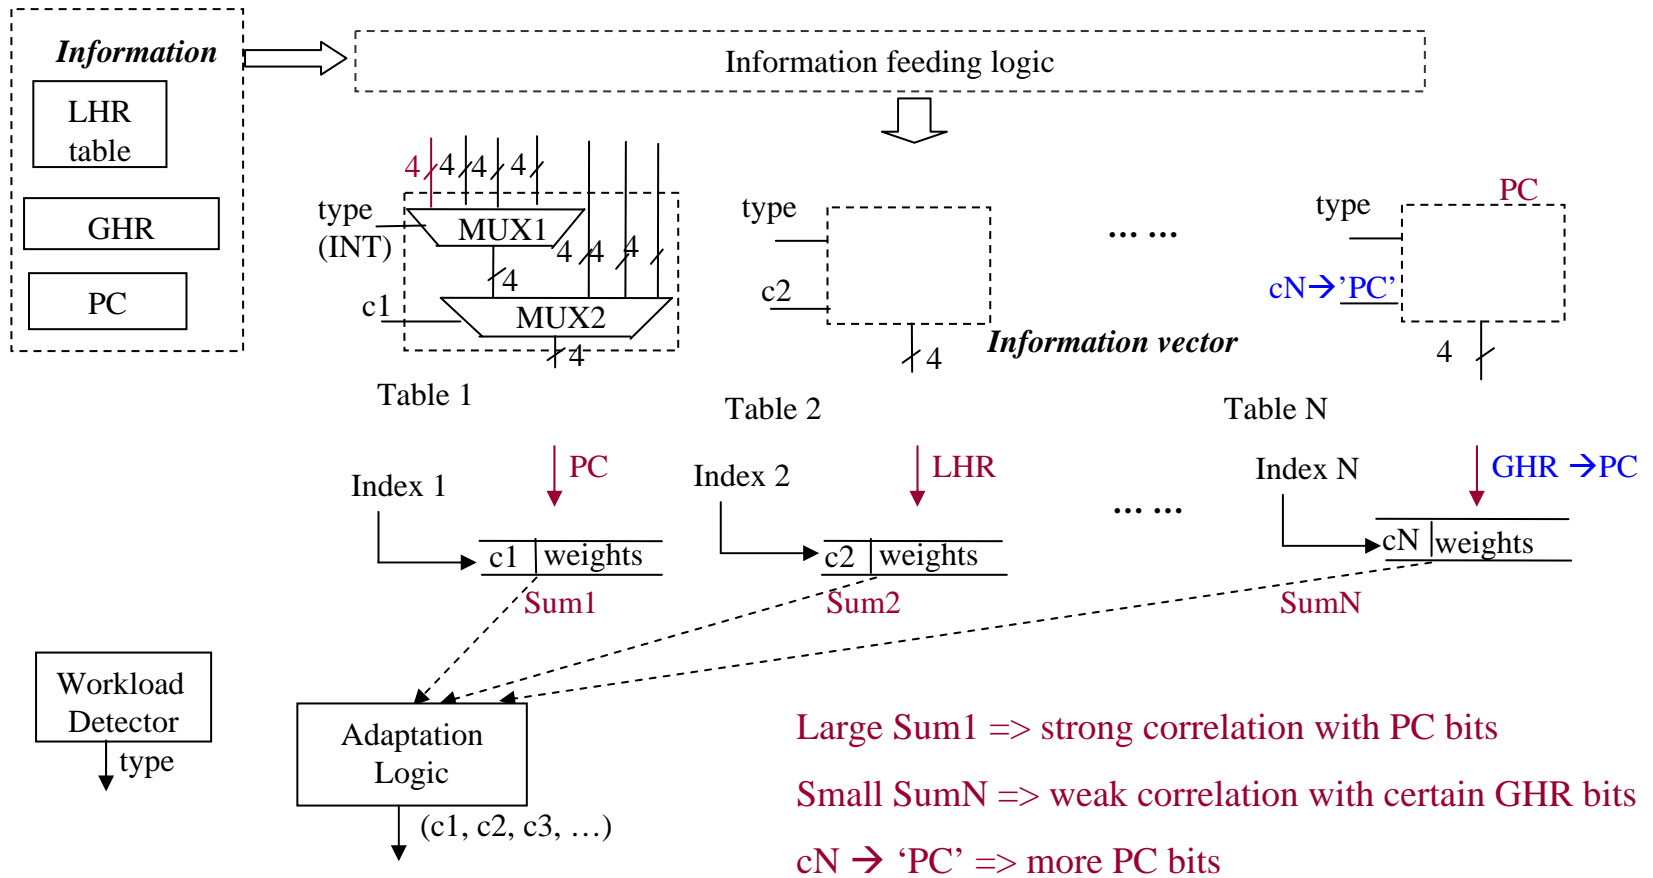 Information
LHR
table
GHR
PC
Information feeding logic
4 4 4 4
type
(INT)
MUX1
4 4 4
4
c1
MUX2
4
type
c2
4
... ...
Information vector
PC
type
cN→’PC’
4
Table 1
Table 2
Table N
Index 1
PC
c1 weights
Sum1
Index 2
LHR
c2 weights
Sum2
... ...
Index N
GHR →PC
cN weights
SumN
Workload
Detector
type
Adaptation
Logic
(c1, c2, c3, …)
Large Sum1 => strong correlation with PC bits
Small SumN => weak correlation with certain GHR bits
cN → ‘PC’ => more PC bits